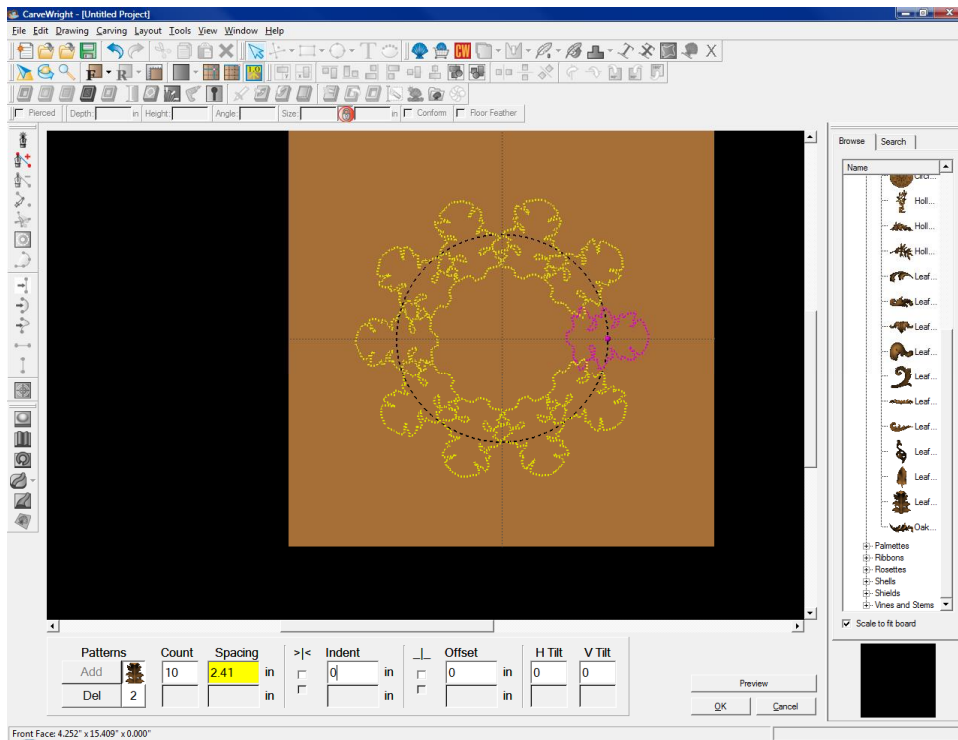 CarveWright - [Untitled Project]
File Edit Drawing Carving Layout Tools View Window Help
CW
Pierced Depth: in Height: Angle: Size: in Conform Floor Feather
Browse Search
Name
Circl...
Holl...
Holl...
Holl...
Leaf...
Leaf...
Leaf...
Leaf...
Leaf...
Leaf...
Leaf...
Leaf...
Leaf...
Leaf...
Oak...
Palmettes
Ribbons
Rosettes
Shells
Shields
Vines and Stems
Scale to fit board
Patterns Count Spacing >|< Indent _|_ Offset H Tilt V Tilt
Add 10 2.41 in 0 in 0 in 0 0
Del 2 in in in
Preview
OK Cancel
Front Face: 4.252" x 15.409" x 0.000"